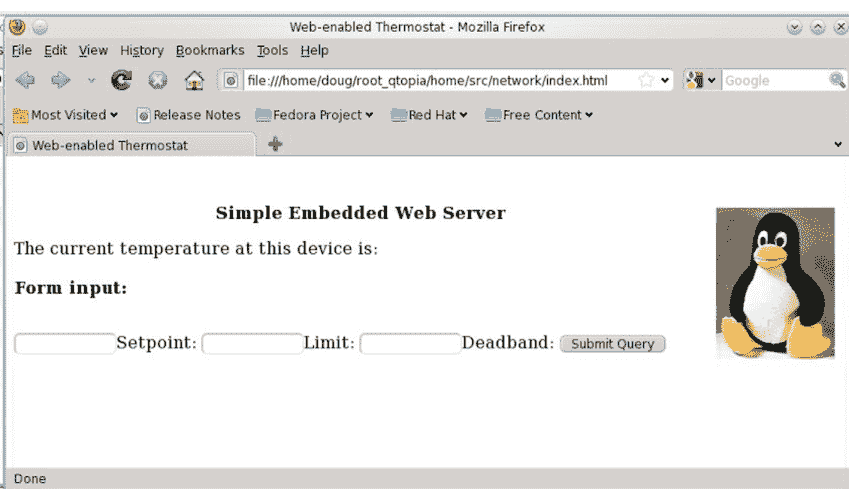 Web-enabled Thermostat - Mozilla Firefox
File Edit View History Bookmarks Tools Help
file:///home/doug/root_qtopia/home/src/network/index.html Google
Most Visited Release Notes Fedora Project Red Hat Free Content
Web-enabled Thermostat
Simple Embedded Web Server
The current temperature at this device is:
Form input:
Setpoint: Limit: Deadband: Submit Query
Done